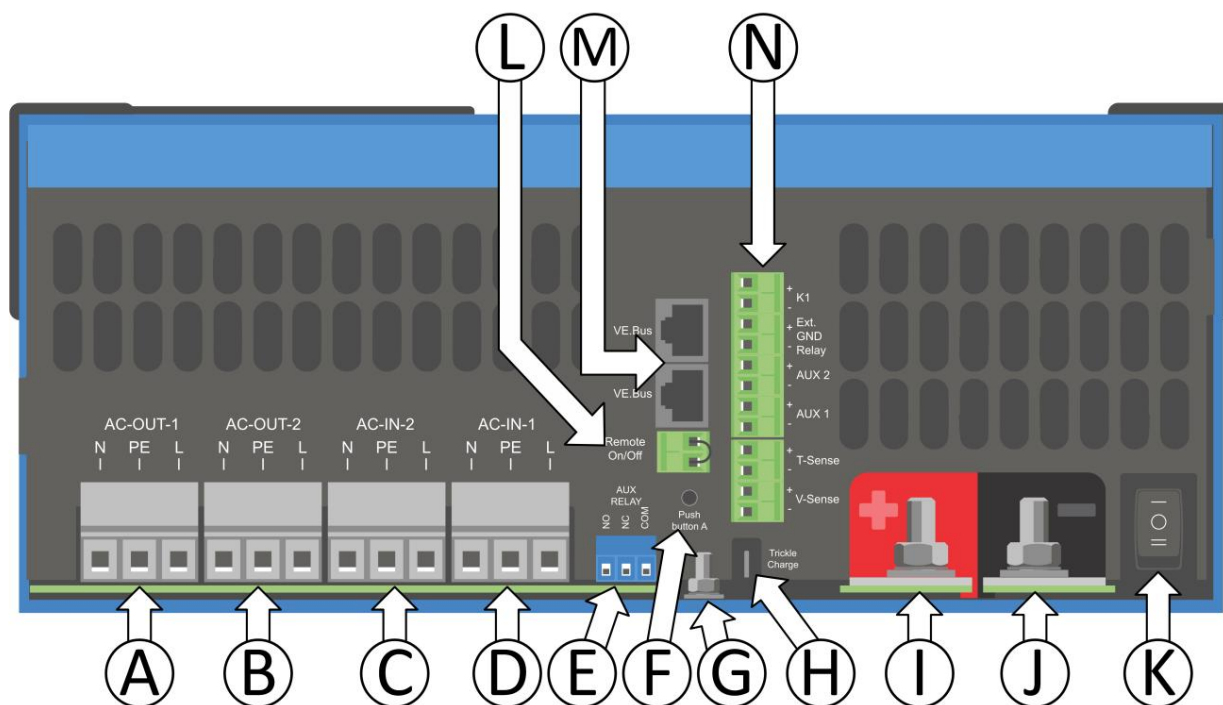 L M N
+
K1
-
+ Ext.
GND
- Relay
+
AUX 2
-
+
AUX 1
-
+
T-Sense
-
+
V-Sense
-
VE.Bus
VE.Bus
Remote
On/Off
AC-OUT-1 AC-OUT-2 AC-IN-2 AC-IN-1
N PE L N PE L N PE L N PE L
AUX
RELAY
NO NC COM
Push
button A
Trickle
Charge
+ -
I
O
II
A B C D E F G H I J K